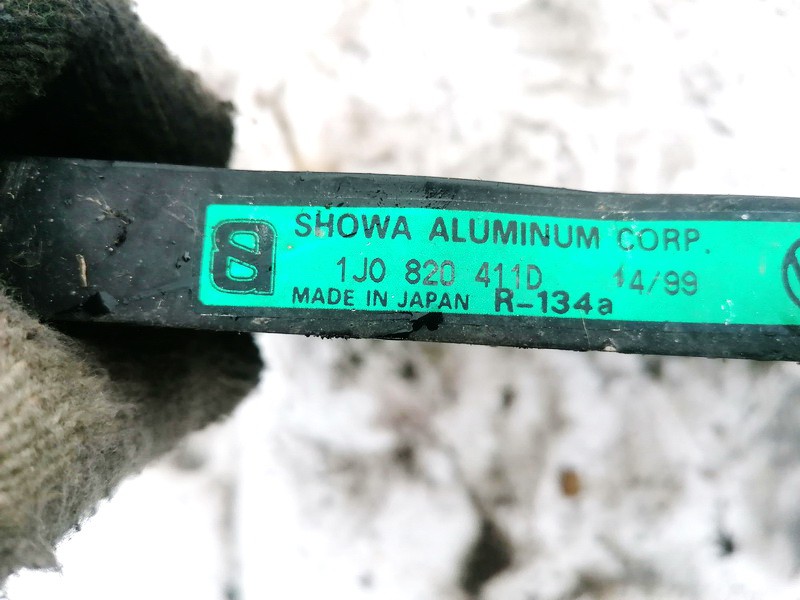 SHOWA ALUMINUM CORP.
1J0 820 411D 14/99
MADE IN JAPAN R-134a